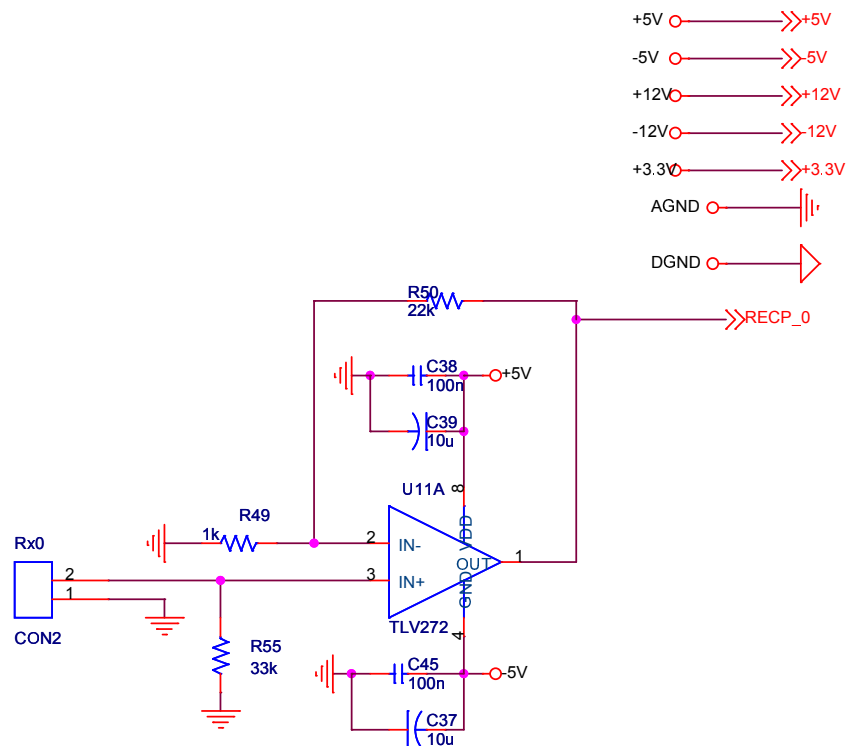 +5V +5V
-5V -5V
+12V +12V
-12V -12V
+3.3V +3.3V
AGND
DGND
R50
22k
RECP_0
C38
100n
+5V
C39
10u
U11A
8
R49
1k
2
IN-
VDD
OUT
1
Rx0
2
1
3
IN+
GND
CON2
TLV272
4
R55
33k
C45
100n
-5V
C37
10u